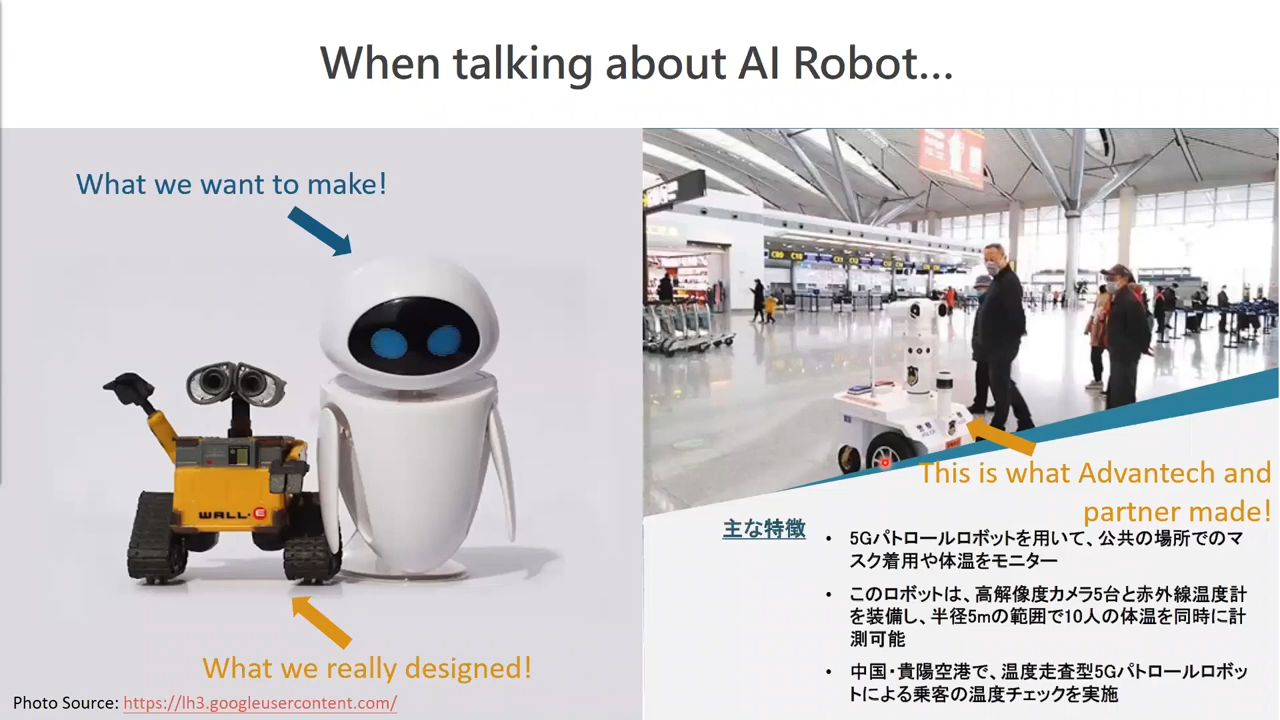 When talking about AI Robot...
What we want to make!
WALL·E
What we really designed!
Photo Source: https://lh3.googleusercontent.com/
This is what Advantech and
partner made!
主な特徴
• 5Gパトロールロボットを用いて、公共の場所でのマ
スク着用や体温をモニター
• このロボットは、高解像度カメラ5台と赤外線温度計
を装備し、半径5mの範囲で10人の体温を同時に計
測可能
• 中国・貴陽空港で、温度走査型5Gパトロールロボッ
トによる乗客の温度チェックを実施